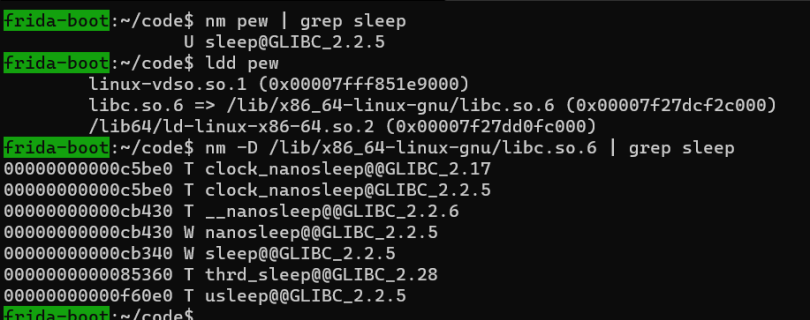 frida-boot:~/code$ nm pew | grep sleep
                 U sleep@GLIBC_2.2.5
frida-boot:~/code$ ldd pew
        linux-vdso.so.1 (0x00007fff851e9000)
        libc.so.6 => /lib/x86_64-linux-gnu/libc.so.6 (0x00007f27dcf2c000)
        /lib64/ld-linux-x86-64.so.2 (0x00007f27dd0fc000)
frida-boot:~/code$ nm -D /lib/x86_64-linux-gnu/libc.so.6 | grep sleep
00000000000c5be0 T clock_nanosleep@@GLIBC_2.17
00000000000c5be0 T clock_nanosleep@GLIBC_2.2.5
00000000000cb430 T __nanosleep@@GLIBC_2.2.6
00000000000cb430 W nanosleep@@GLIBC_2.2.5
00000000000cb340 W sleep@@GLIBC_2.2.5
0000000000085360 T thrd_sleep@@GLIBC_2.28
00000000000f60e0 T usleep@@GLIBC_2.2.5
frida-boot:~/code$